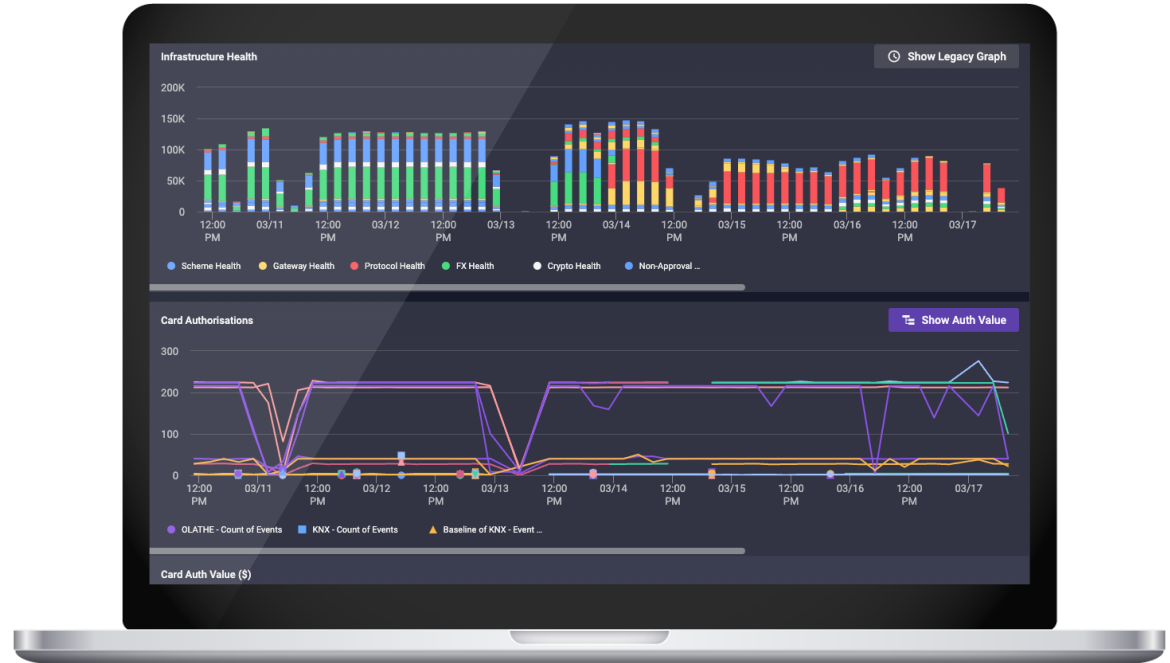 Infrastructure Health
Show Legacy Graph
200K
150K
100K
50K
0
12:00 PM 03/11 12:00 PM 03/12 12:00 PM 03/13 12:00 PM 03/14 12:00 PM 03/15 12:00 PM 03/16 12:00 PM 03/17
Scheme Health Gateway Health Protocol Health FX Health Crypto Health Non-Approval ...
Card Authorisations
Show Auth Value
300
200
100
0
12:00 PM 03/11 12:00 PM 03/12 12:00 PM 03/13 12:00 PM 03/14 12:00 PM 03/15 12:00 PM 03/16 12:00 PM 03/17
OLATHE - Count of Events KNX - Count of Events Baseline of KNX - Event ...
Card Auth Value ($)